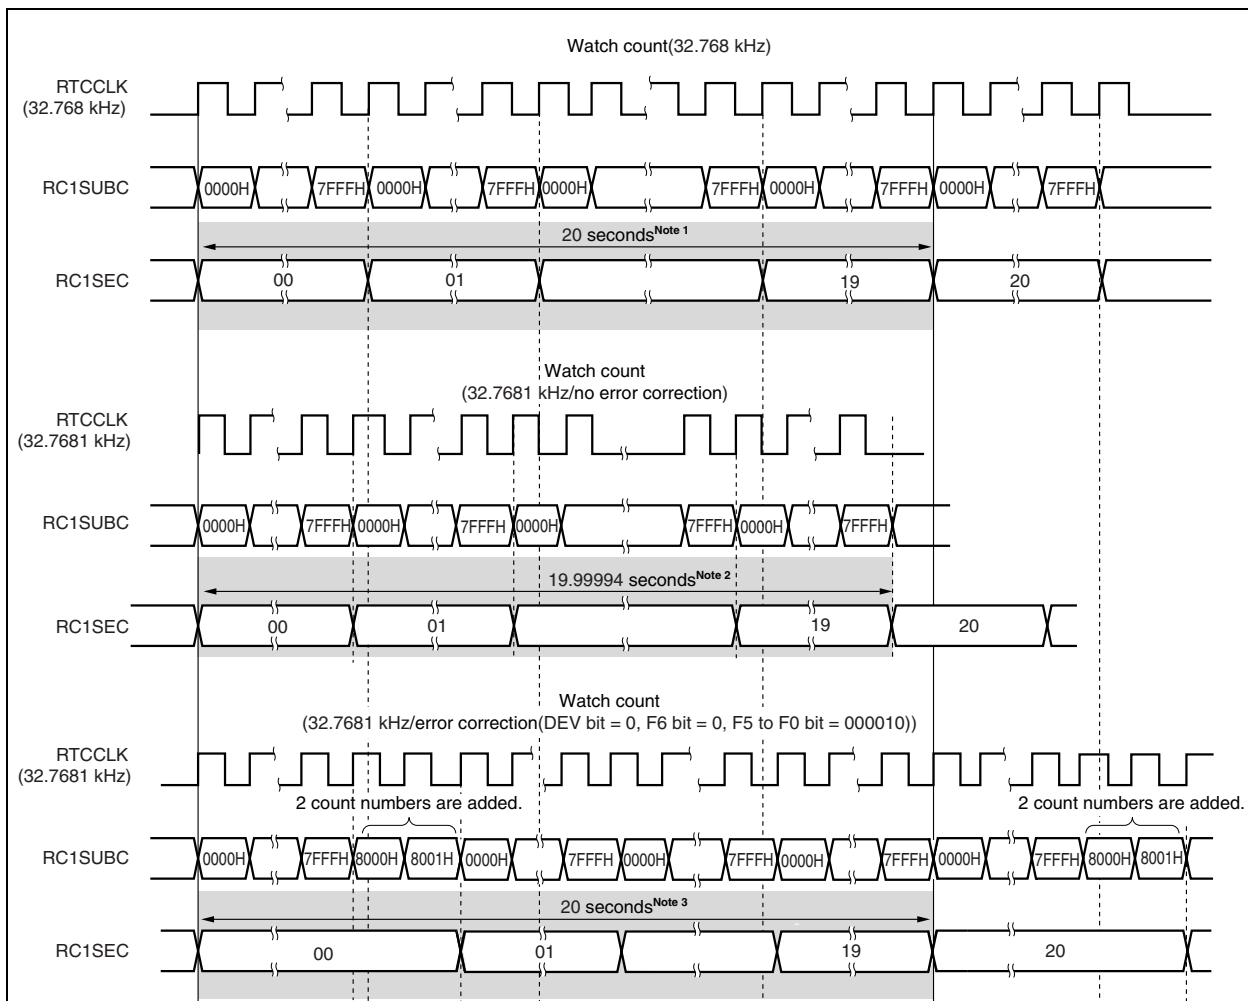 Watch count(32.768 kHz)
RTCCLK
(32.768 kHz)
RC1SUBC
0000H 7FFFH 0000H 7FFFH 0000H 7FFFH 0000H 7FFFH 0000H 7FFFH
20 seconds Note 1
RC1SEC
00 01 19 20
Watch count
(32.7681 kHz/no error correction)
RTCCLK
(32.7681 kHz)
RC1SUBC
0000H 7FFFH 0000H 7FFFH 0000H 7FFFH 0000H 7FFFH
19.99994 seconds Note 2
RC1SEC
00 01 19 20
Watch count
(32.7681 kHz/error correction(DEV bit = 0, F6 bit = 0, F5 to F0 bit = 000010))
RTCCLK
(32.7681 kHz)
2 count numbers are added. 2 count numbers are added.
RC1SUBC
0000H 7FFFH 8000H 8001H 0000H 7FFFH 0000H 7FFFH 0000H 7FFFH 0000H 7FFFH 8000H 8001H
20 seconds Note 3
RC1SEC
00 01 19 20